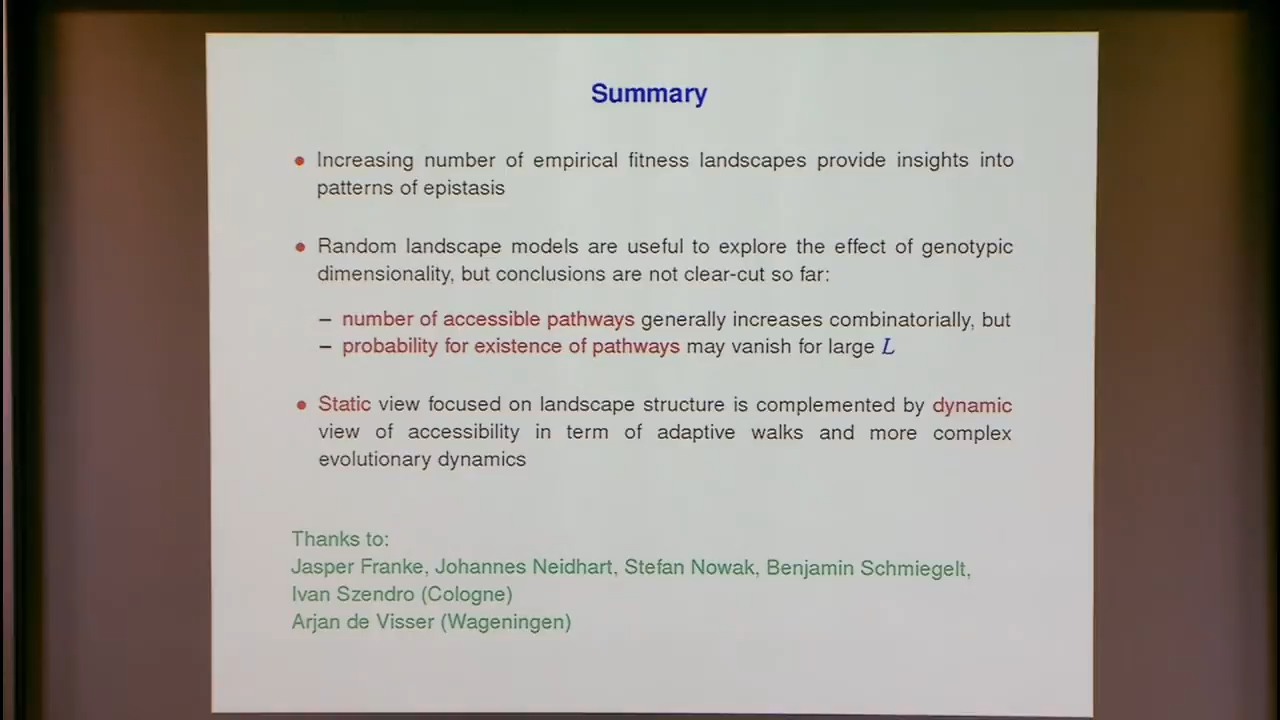 Summary
• Increasing number of empirical fitness landscapes provide insights into
patterns of epistasis
• Random landscape models are useful to explore the effect of genotypic
dimensionality, but conclusions are not clear-cut so far:
– number of accessible pathways generally increases combinatorially, but
– probability for existence of pathways may vanish for large L
• Static view focused on landscape structure is complemented by dynamic
view of accessibility in term of adaptive walks and more complex
evolutionary dynamics
Thanks to:
Jasper Franke, Johannes Neidhart, Stefan Nowak, Benjamin Schmiegelt,
Ivan Szendro (Cologne)
Arjan de Visser (Wageningen)